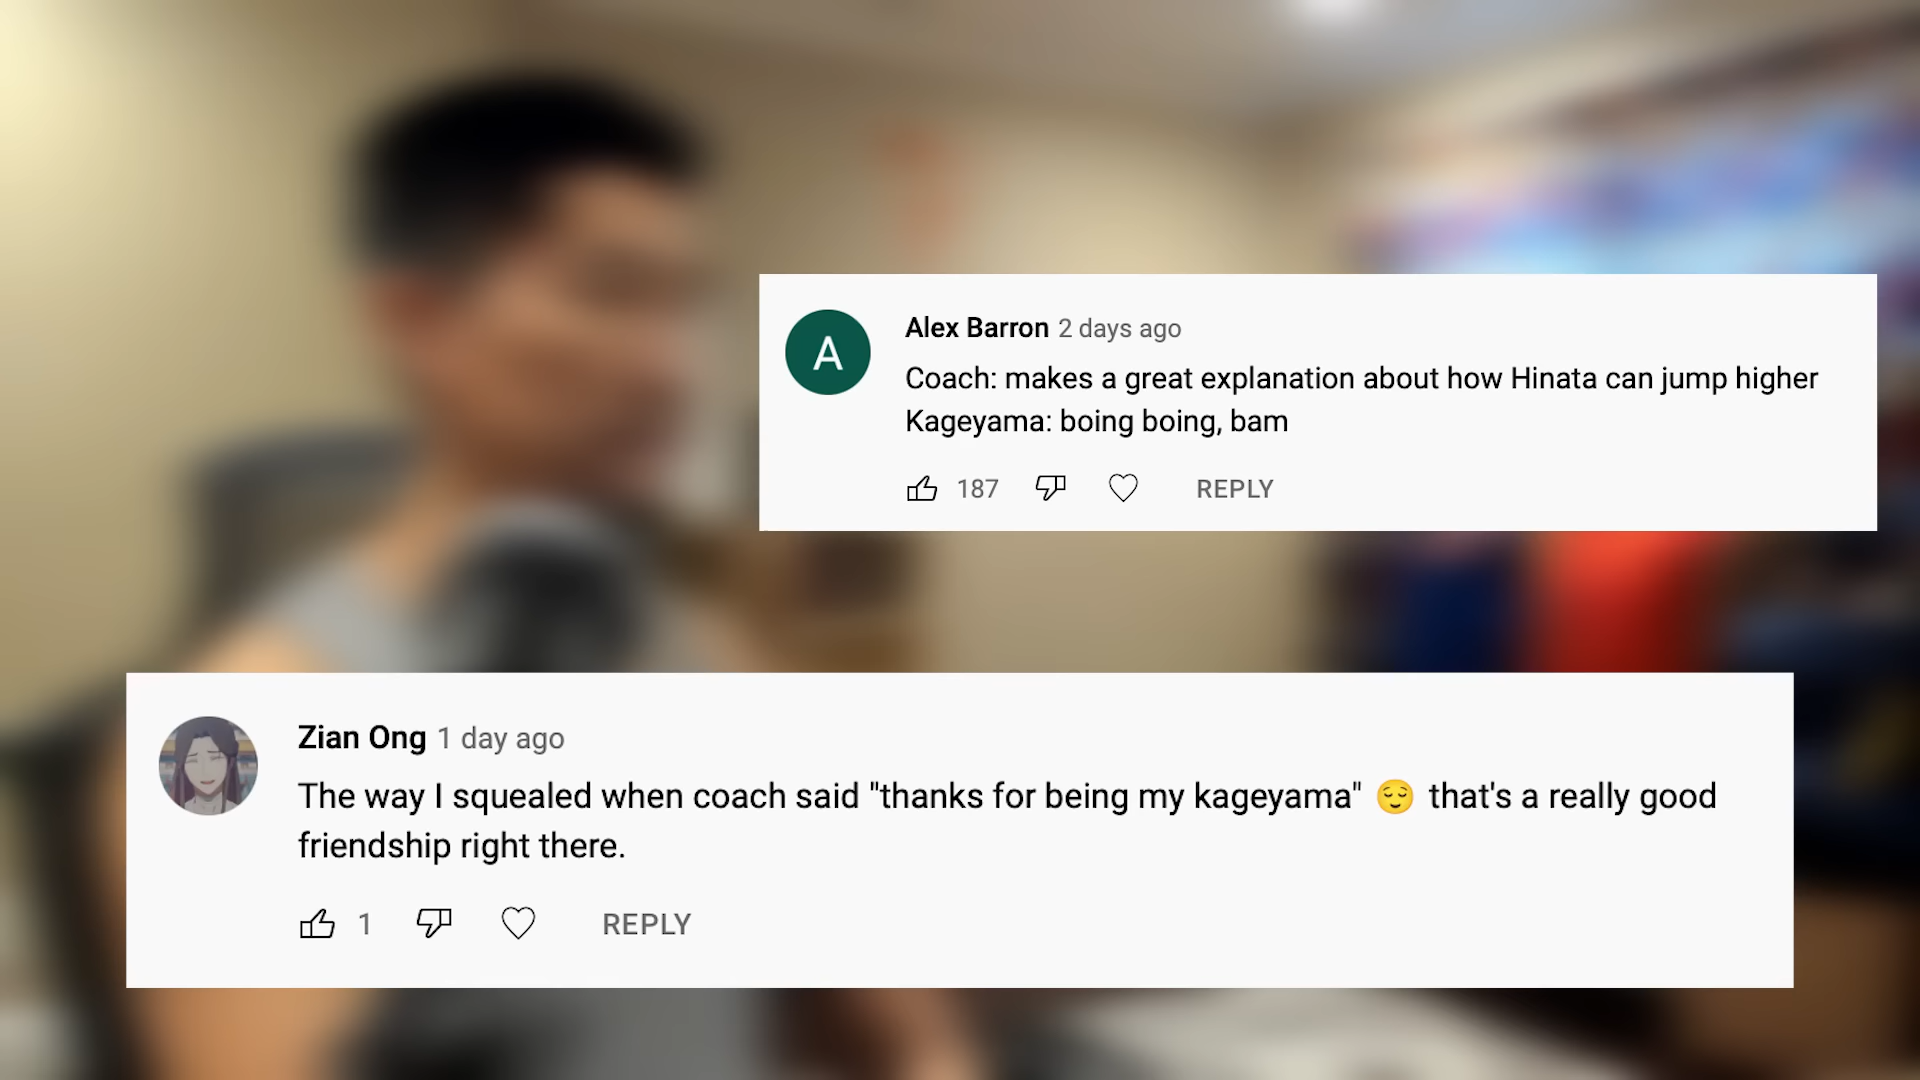 A
Alex Barron 2 days ago
Coach: makes a great explanation about how Hinata can jump higher
Kageyama: boing boing, bam
187 REPLY
Zian Ong 1 day ago
The way I squealed when coach said "thanks for being my kageyama" 😌 that's a really good
friendship right there.
1 REPLY